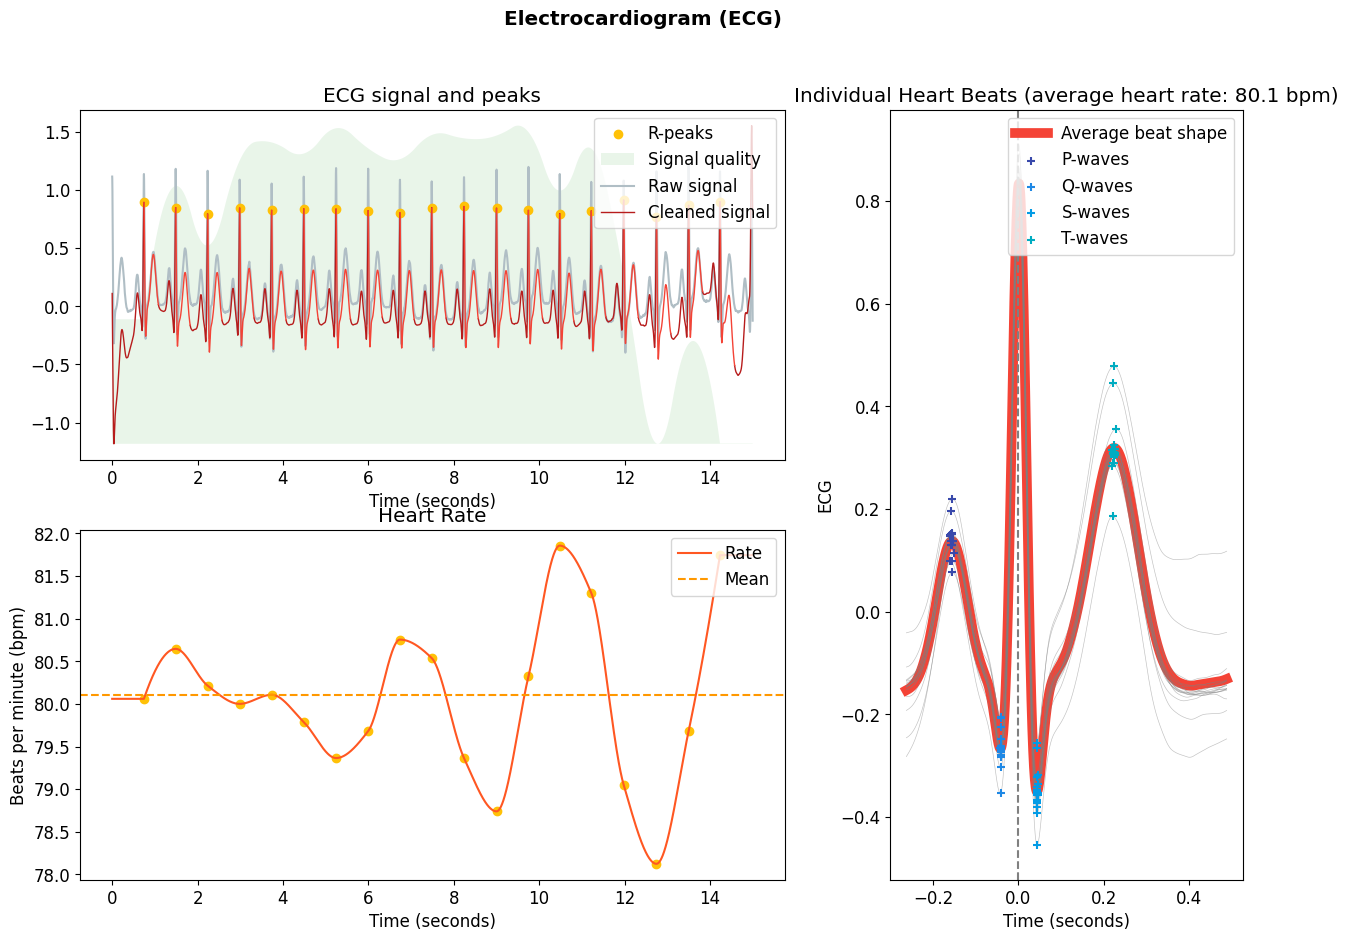 Electrocardiogram (ECG)
ECG signal and peaks
1.5
1.0
0.5
0.0
−0.5
−1.0
R-peaks
Signal quality
Raw signal
Cleaned signal
0 2 4 6 8 10 12 14
Time (seconds)
Heart Rate
Beats per minute (bpm)
82.0
81.5
81.0
80.5
80.0
79.5
79.0
78.5
78.0
Rate
Mean
0 2 4 6 8 10 12 14
Time (seconds)
Individual Heart Beats (average heart rate: 80.1 bpm)
Average beat shape
P-waves
Q-waves
S-waves
T-waves
ECG
0.8
0.6
0.4
0.2
0.0
−0.2
−0.4
−0.2 0.0 0.2 0.4
Time (seconds)